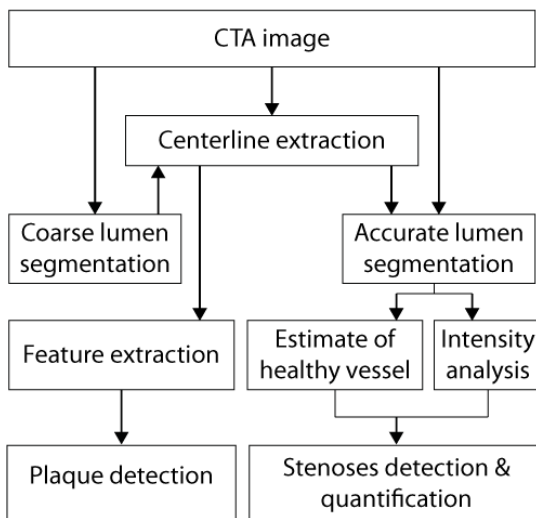 CTA image
Centerline extraction
Coarse lumen
segmentation
Accurate lumen
segmentation
Feature extraction
Estimate of
healthy vessel
Intensity
analysis
Plaque detection
Stenoses detection &
quantification